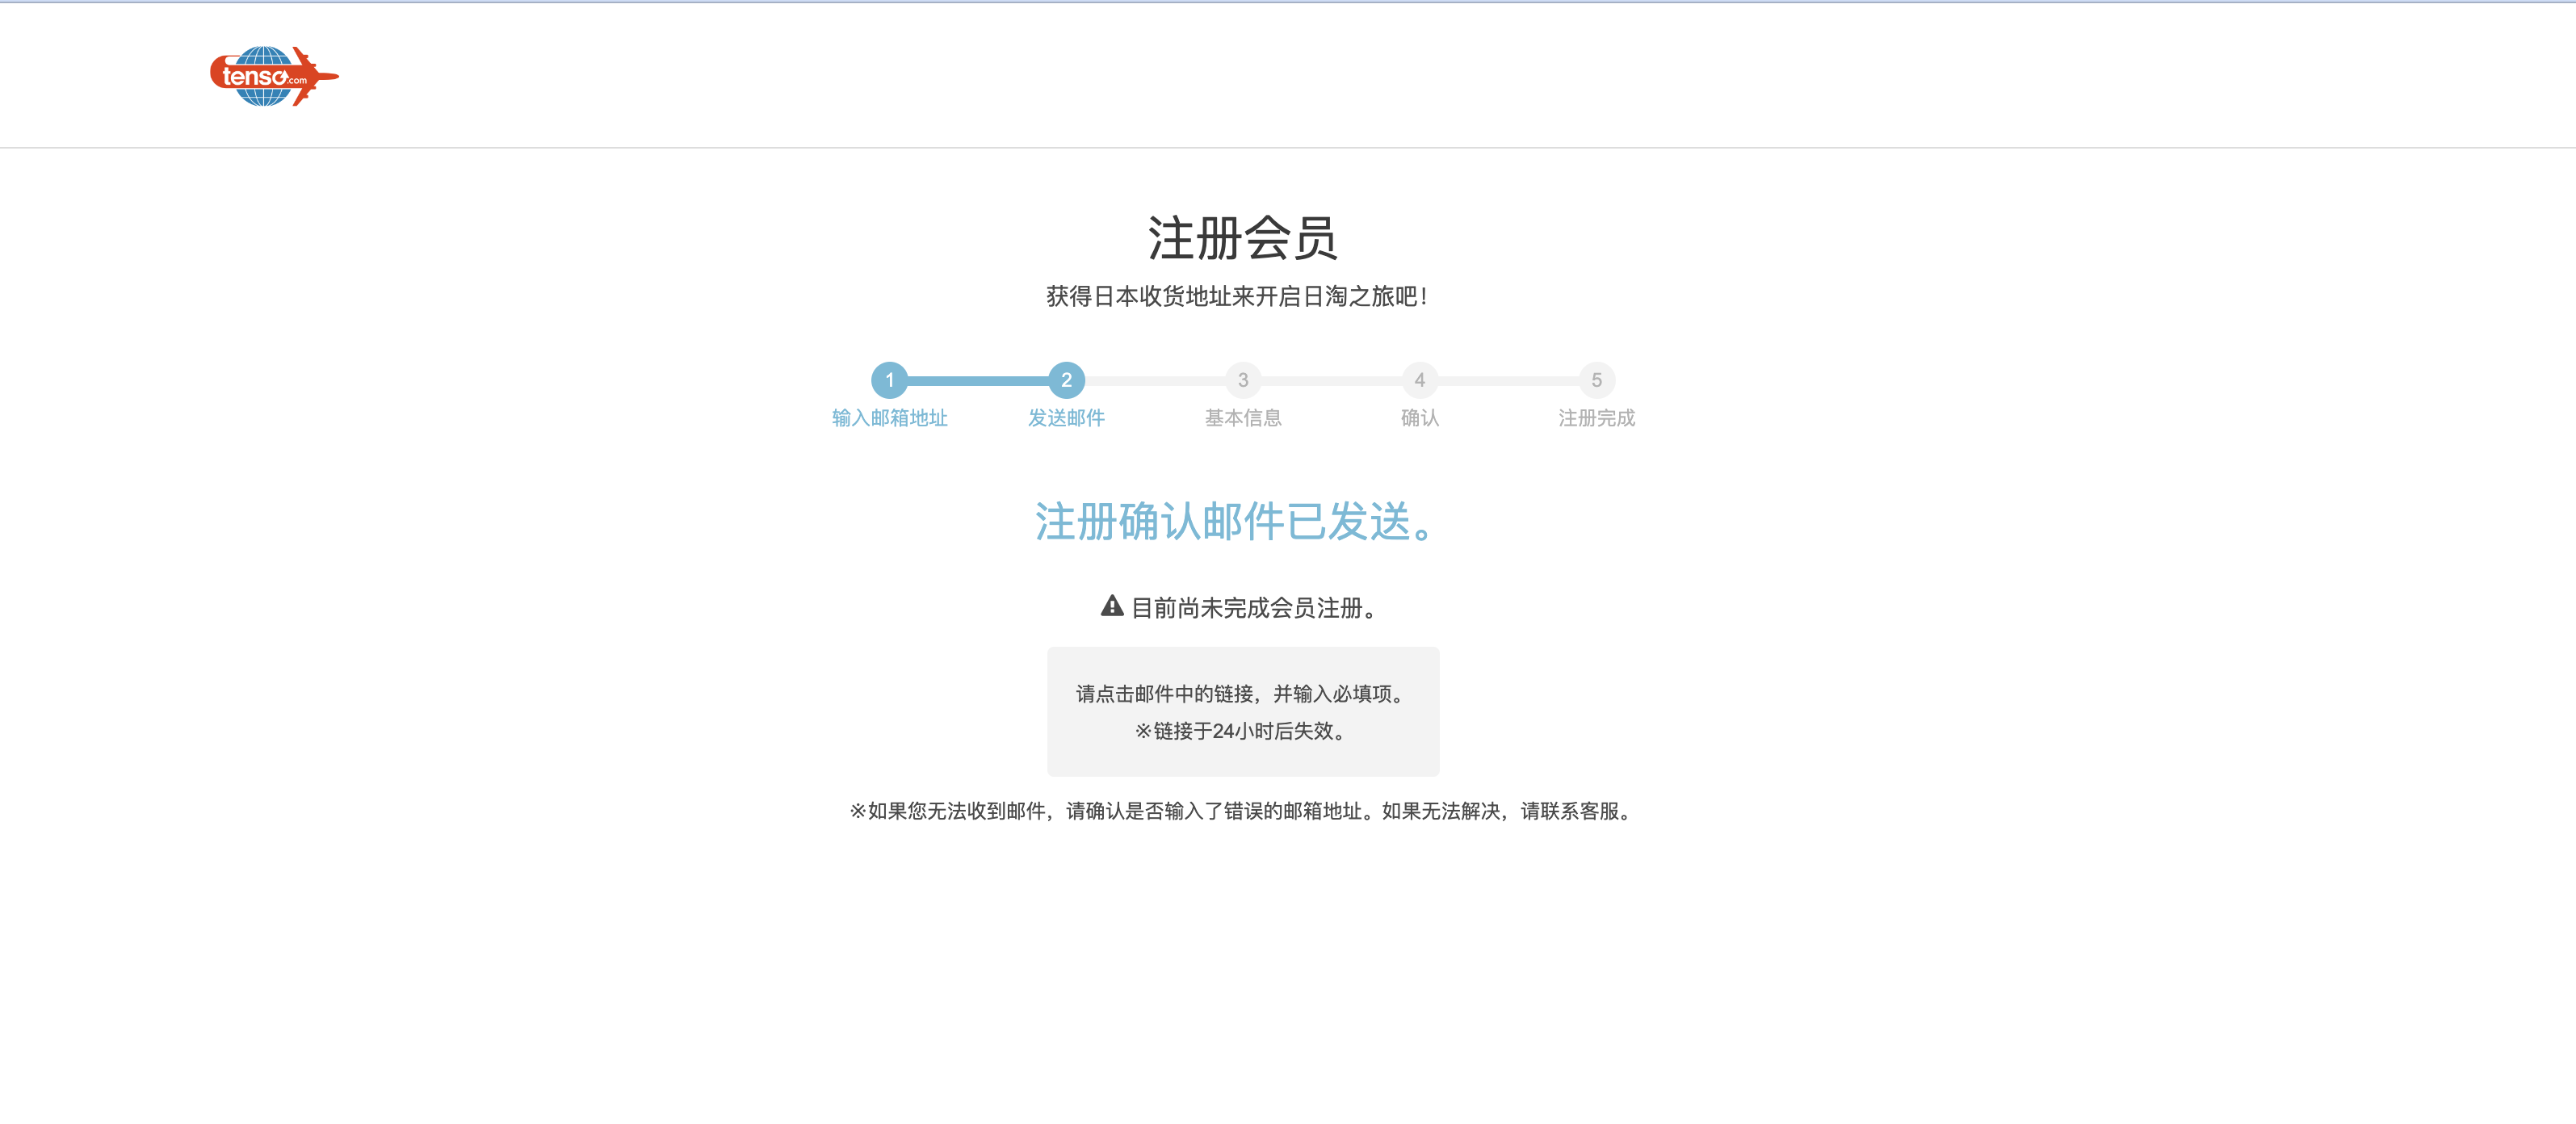 tenso.com
注册会员
获得日本收货地址来开启日淘之旅吧！
1 2 3 4 5
输入邮箱地址 发送邮件 基本信息 确认 注册完成
注册确认邮件已发送。
目前尚未完成会员注册。
请点击邮件中的链接，并输入必填项。
※链接于24小时后失效。
※如果您无法收到邮件，请确认是否输入了错误的邮箱地址。如果无法解决，请联系客服。